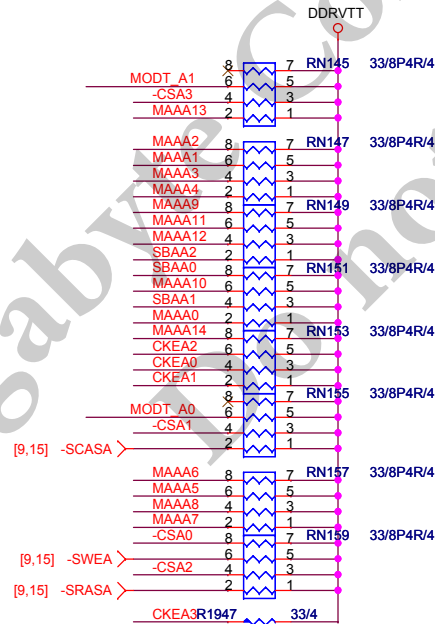 DDRVTT
8 7 RN145 33/8P4R/4
MODT_A1 6 5
-CSA3 4 3
MAAA13 2 1
MAAA2 8 7 RN147 33/8P4R/4
MAAA1 6 5
MAAA3 4 3
MAAA4 2 1
MAAA9 8 7 RN149 33/8P4R/4
MAAA11 6 5
MAAA12 4 3
SBAA2 2 1
SBAA0 8 7 RN151 33/8P4R/4
MAAA10 6 5
SBAA1 4 3
MAAA0 2 1
MAAA14 8 7 RN153 33/8P4R/4
CKEA2 6 5
CKEA0 4 3
CKEA1 2 1
8 7 RN155 33/8P4R/4
MODT_A0 6 5
-CSA1 4 3
[9,15] -SCASA 2 1
MAAA6 8 7 RN157 33/8P4R/4
MAAA5 6 5
MAAA8 4 3
MAAA7 2 1
-CSA0 8 7 RN159 33/8P4R/4
[9,15] -SWEA 6 5
-CSA2 4 3
[9,15] -SRASA 2 1
CKEA3 R1947 33/4